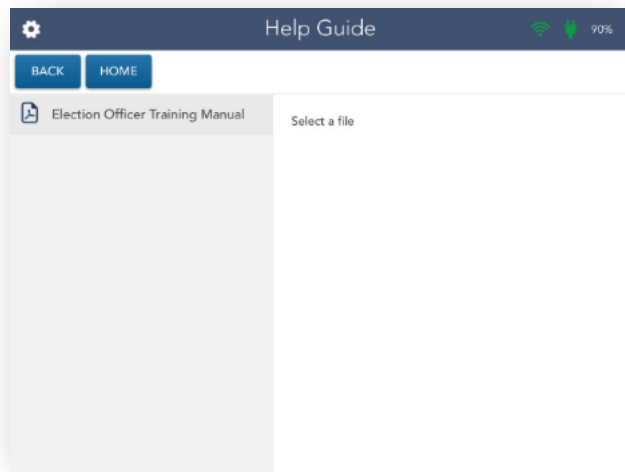 Help Guide
90%
BACK
HOME
Election Officer Training Manual
Select a file